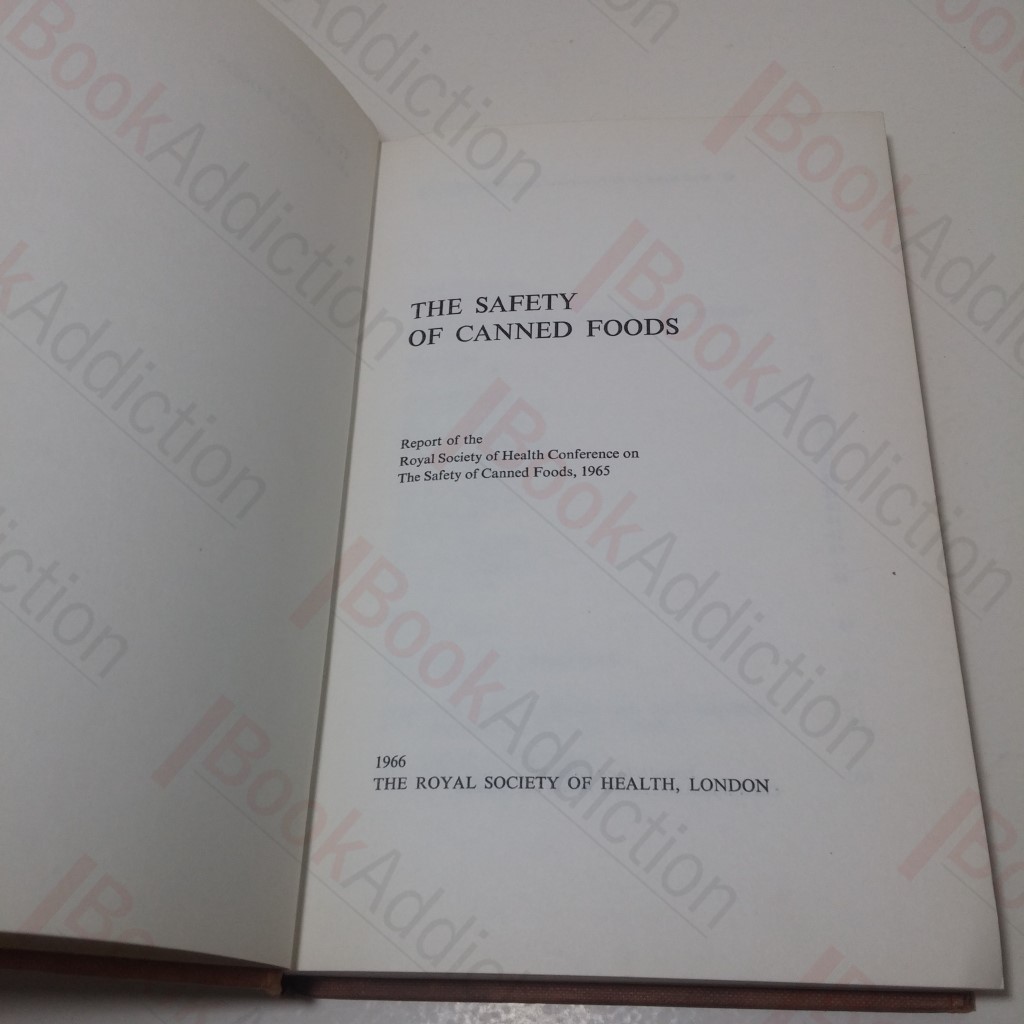 THE SAFETY
OF CANNED FOODS
Report of the
Royal Society of Health Conference on
The Safety of Canned Foods, 1965
1966
THE ROYAL SOCIETY OF HEALTH, LONDON
BookAddiction